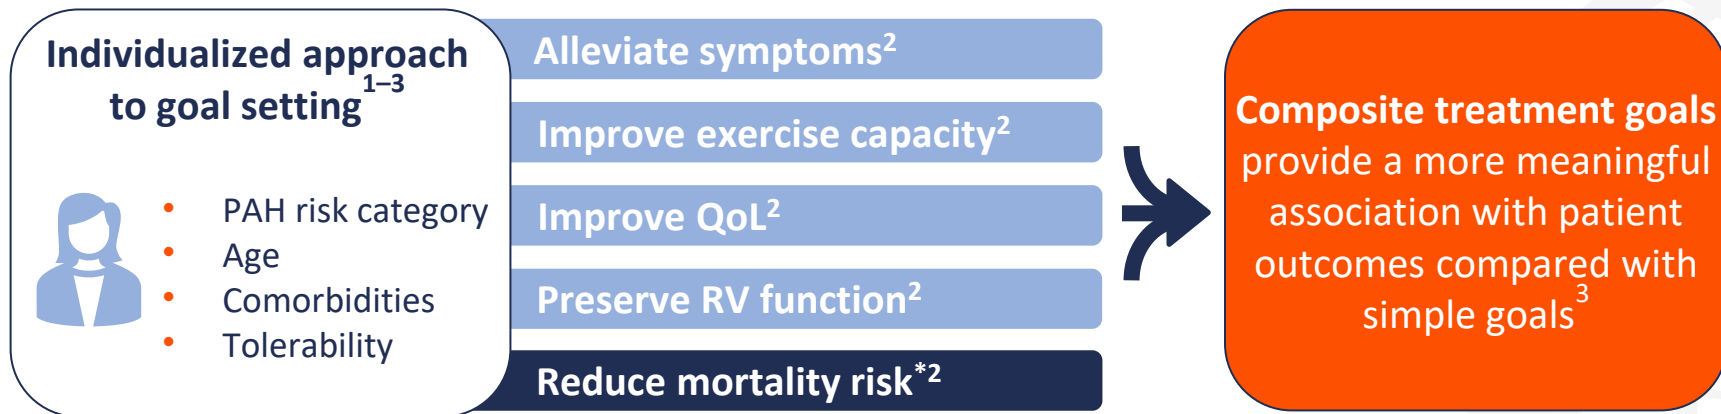 Individualized approach
to goal setting1–3
• PAH risk category
• Age
• Comorbidities
• Tolerability
Alleviate symptoms2
Improve exercise capacity2
Improve QoL2
Preserve RV function2
Reduce mortality risk*2
Composite treatment goals
provide a more meaningful
association with patient
outcomes compared with
simple goals3